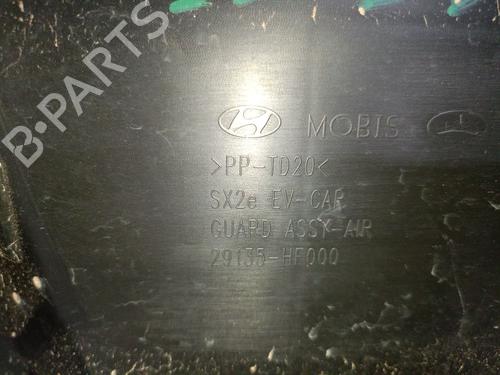 B-PARTS
MOBIS
>PP-TD20<
SX2e EV-CAR
GUARD ASSY-AIR
29135-HF000